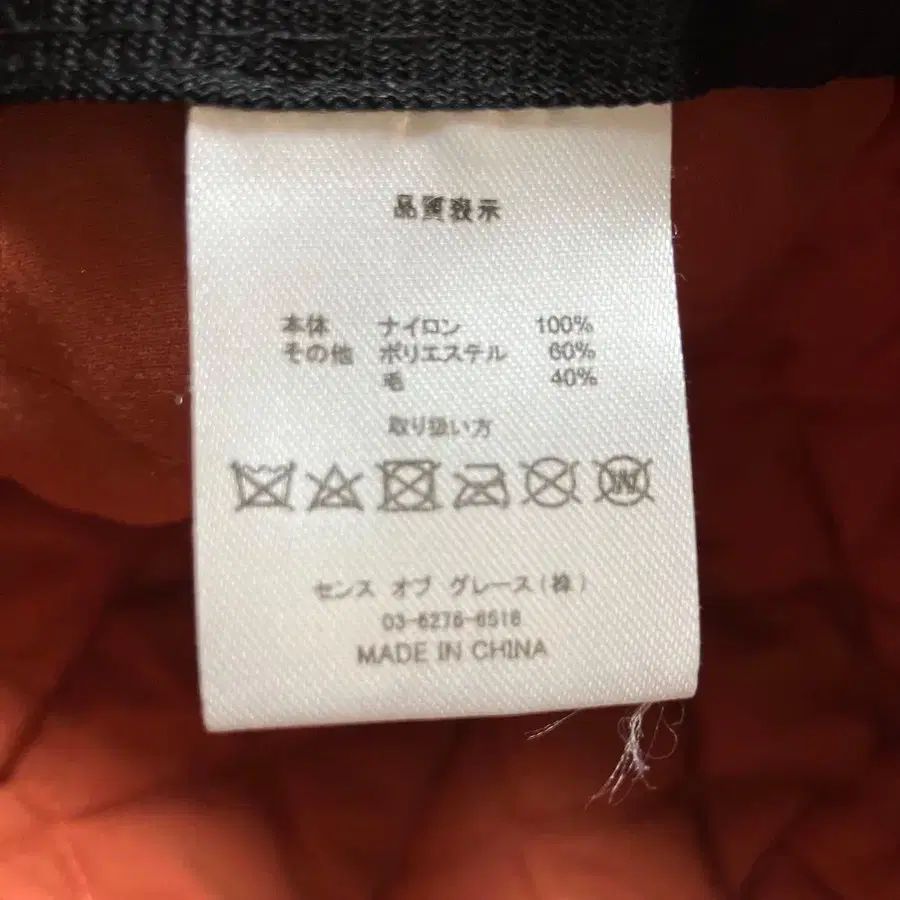 品質表示
本体 ナイロン 100%
その他 ポリエステル 60%
毛 40%
取り扱い方
W
センス オブ グレース(株)
03-6276-6518
MADE IN CHINA